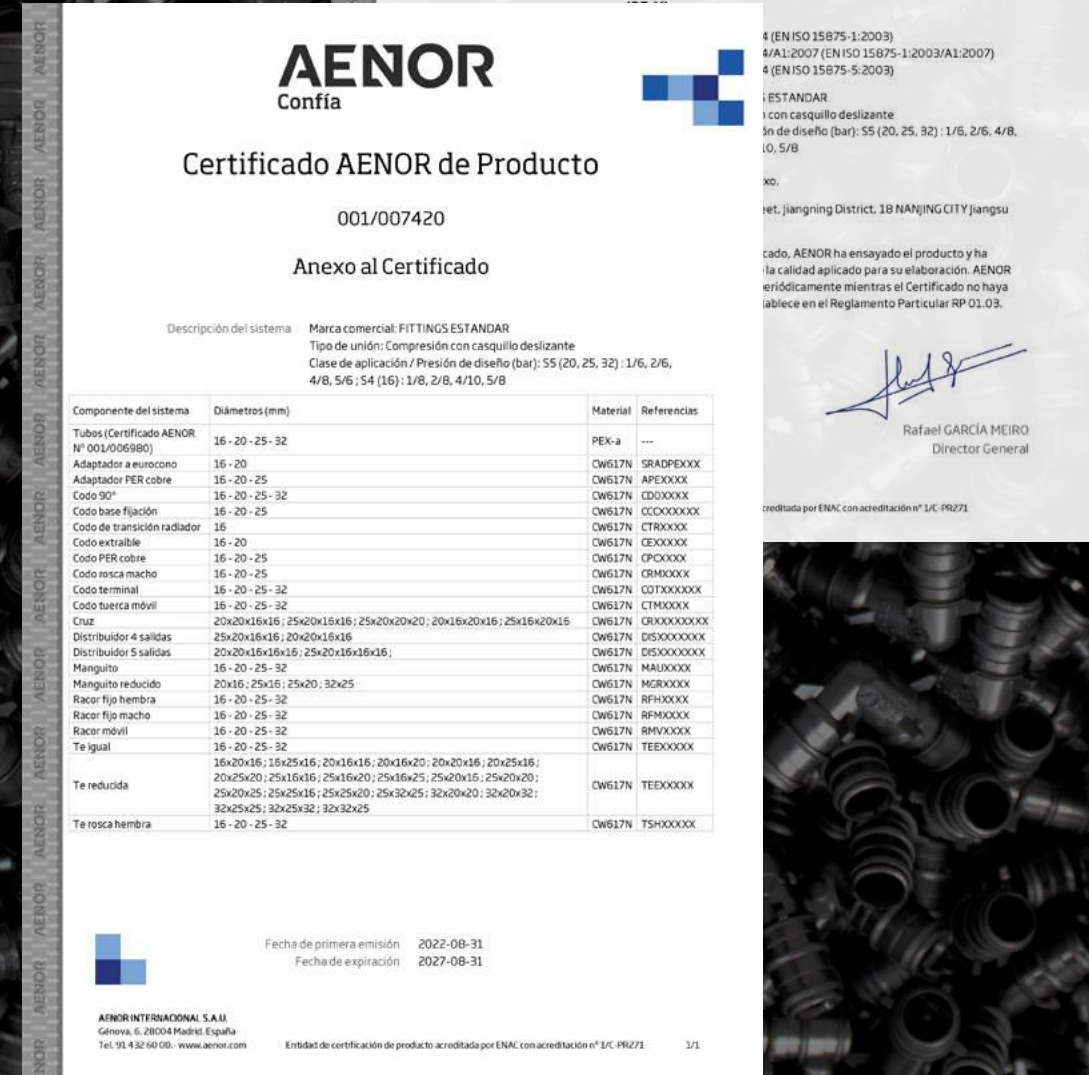 AENOR
Confía
Certificado AENOR de Producto
001/007420
Anexo al Certificado
Descripción del sistema Marca comercial: FITTINGS ESTANDAR
Tipo de unión: Compresión con casquillo deslizante
Clase de aplicación / Presión de diseño (bar): S5 (20, 25, 32) : 1/6, 2/6,
4/8, 5/6 ; S4 (16) : 1/8, 2/8, 4/10, 5/8
Componente del sistema Diámetros (mm) Material Referencias
Tubos (Certificado AENOR
Nº 001/006980) 16 - 20 - 25 - 32 PEX-a ---
Adaptador a eurocono 16 - 20 CW617N SRADPEXXX
Adaptador PER cobre 16 - 20 - 25 CW617N APEXXXX
Codo 90° 16 - 20 - 25 - 32 CW617N CDOXXXX
Codo base fijación 16 - 20 - 25 CW617N CCCXXXXXX
Codo de transición radiador 16 CW617N CTRXXXX
Codo extraíble 16 - 20 CW617N CEXXXXX
Codo PER cobre 16 - 20 - 25 CW617N CPCXXXX
Codo rosca macho 16 - 20 - 25 CW617N CRMXXXX
Codo terminal 16 - 20 - 25 - 32 CW617N COTXXXXXX
Codo tuerca móvil 16 - 20 - 25 - 32 CW617N CTMXXXX
Cruz 20x20x16x16 ; 25x20x16x16 ; 25x20x20x20 ; 20x16x20x16 ; 25x16x20x16 CW617N CRXXXXXXXX
Distribuidor 4 salidas 25x20x16x16 ; 20x20x16x16 CW617N DISXXXXXXX
Distribuidor 5 salidas 20x20x16x16x16 ; 25x20x16x16x16 ; CW617N DISXXXXXXX
Manguito 16 - 20 - 25 - 32 CW617N MAUXXXX
Manguito reducido 20x16 ; 25x16 ; 25x20 ; 32x25 CW617N MGRXXXX
Racor fijo hembra 16 - 20 - 25 - 32 CW617N RFHXXXX
Racor fijo macho 16 - 20 - 25 - 32 CW617N RFMXXXX
Racor móvil 16 - 20 - 25 - 32 CW617N RMVXXXX
Te igual 16 - 20 - 25 - 32 CW617N TEEXXXXX
16x20x16 ; 16x25x16 ; 20x16x16 ; 20x16x20 ; 20x20x16 ; 20x25x16 ;
20x25x20 ; 25x16x16 ; 25x16x20 ; 25x16x25 ; 25x20x16 ; 25x20x20 ;
Te reducida 25x20x25 ; 25x25x16 ; 25x25x20 ; 25x32x25 ; 32x20x20 ; 32x20x32 ; CW617N TEEXXXXX
32x25x25 ; 32x25x32 ; 32x32x25
Te rosca hembra 16 - 20 - 25 - 32 CW617N TSHXXXXX
Fecha de primera emisión 2022-08-31
Fecha de expiración 2027-08-31
AENOR INTERNACIONAL S.A.U.
Génova, 6. 28004 Madrid. España
Tel. 91 432 60 00.- www.aenor.com Entidad de certificación de producto acreditada por ENAC con acreditación nº 1/C-PR271 1/1
4 (EN ISO 15875-1:2003)
4/A1:2007 (EN ISO 15875-1:2003/A1:2007)
4 (EN ISO 15875-5:2003)
ESTANDAR
con casquillo deslizante
ón de diseño (bar): S5 (20, 25, 32) : 1/6, 2/6, 4/8,
10, 5/8
xo.
eet, Jiangning District, 18 NANJING CITY Jiangsu
cado, AENOR ha ensayado el producto y ha
la calidad aplicado para su elaboración. AENOR
eriódicamente mientras el Certificado no haya
tablece en el Reglamento Particular RP 01.03.
Rafael GARCÍA MEIRO
Director General
creditada por ENAC con acreditación nº 1/C-PR271
AENOR AENOR AENOR AENOR AENOR AENOR AENOR AENOR AENOR AENOR AENOR AENOR AENOR